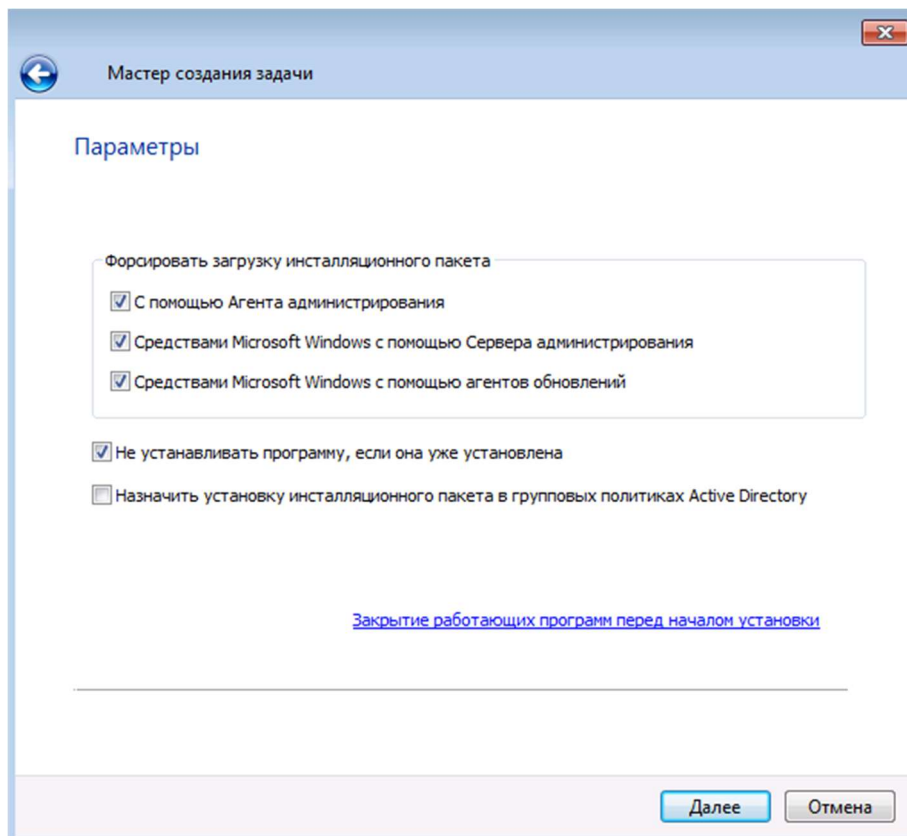 Мастер создания задачи
Параметры
Форсировать загрузку инсталляционного пакета
С помощью Агента администрирования
Средствами Microsoft Windows с помощью Сервера администрирования
Средствами Microsoft Windows с помощью агентов обновлений
Не устанавливать программу, если она уже установлена
Назначить установку инсталляционного пакета в групповых политиках Active Directory
Закрытие работающих программ перед началом установки
Далее
Отмена